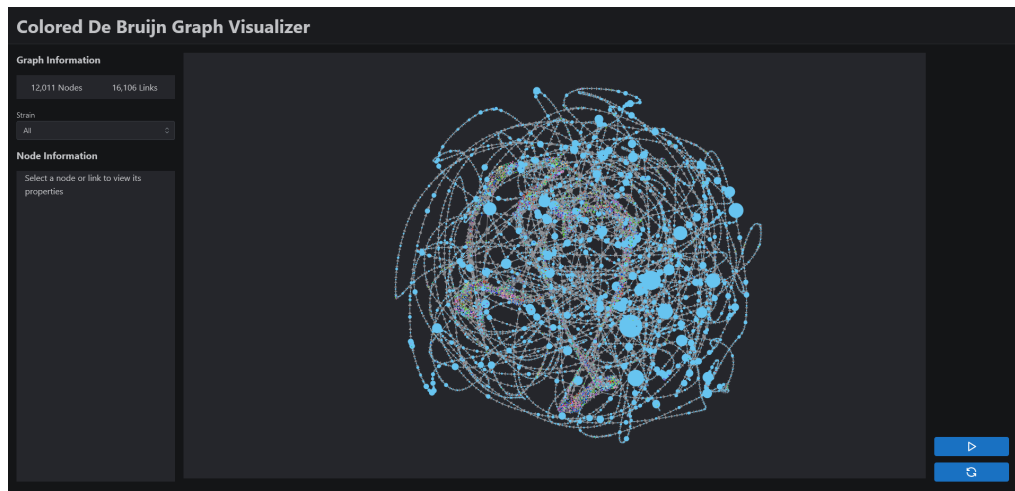 Colored De Bruijn Graph Visualizer
Graph Information
12,011 Nodes 16,106 Links
Strain
All
Node Information
Select a node or link to view its
properties